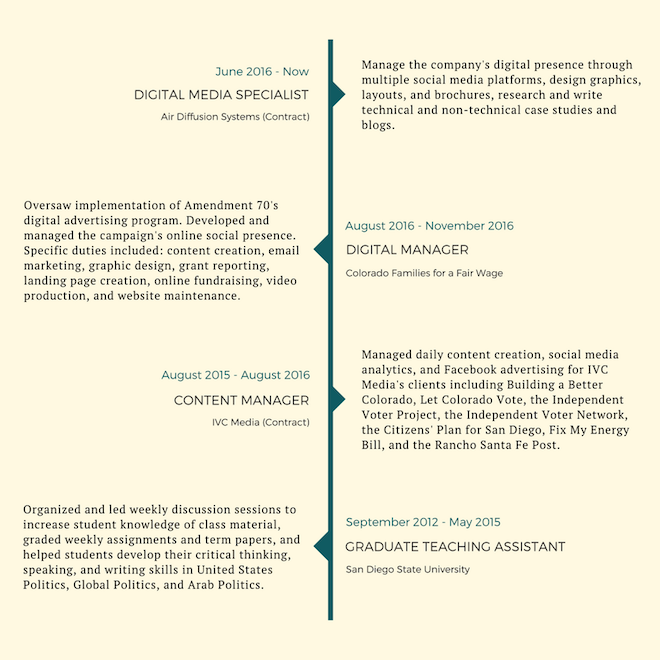 June 2016 - Now
DIGITAL MEDIA SPECIALIST
Air Diffusion Systems (Contract)
Manage the company's digital presence through
multiple social media platforms, design graphics,
layouts, and brochures, research and write
technical and non-technical case studies and
blogs.
Oversaw implementation of Amendment 70's
digital advertising program. Developed and
managed the campaign's online social presence.
Specific duties included: content creation, email
marketing, graphic design, grant reporting,
landing page creation, online fundraising, video
production, and website maintenance.
August 2016 - November 2016
DIGITAL MANAGER
Colorado Families for a Fair Wage
August 2015 - August 2016
CONTENT MANAGER
IVC Media (Contract)
Managed daily content creation, social media
analytics, and Facebook advertising for IVC
Media's clients including Building a Better
Colorado, Let Colorado Vote, the Independent
Voter Project, the Independent Voter Network,
the Citizens' Plan for San Diego, Fix My Energy
Bill, and the Rancho Santa Fe Post.
Organized and led weekly discussion sessions to
increase student knowledge of class material,
graded weekly assignments and term papers, and
helped students develop their critical thinking,
speaking, and writing skills in United States
Politics, Global Politics, and Arab Politics.
September 2012 - May 2015
GRADUATE TEACHING ASSISTANT
San Diego State University